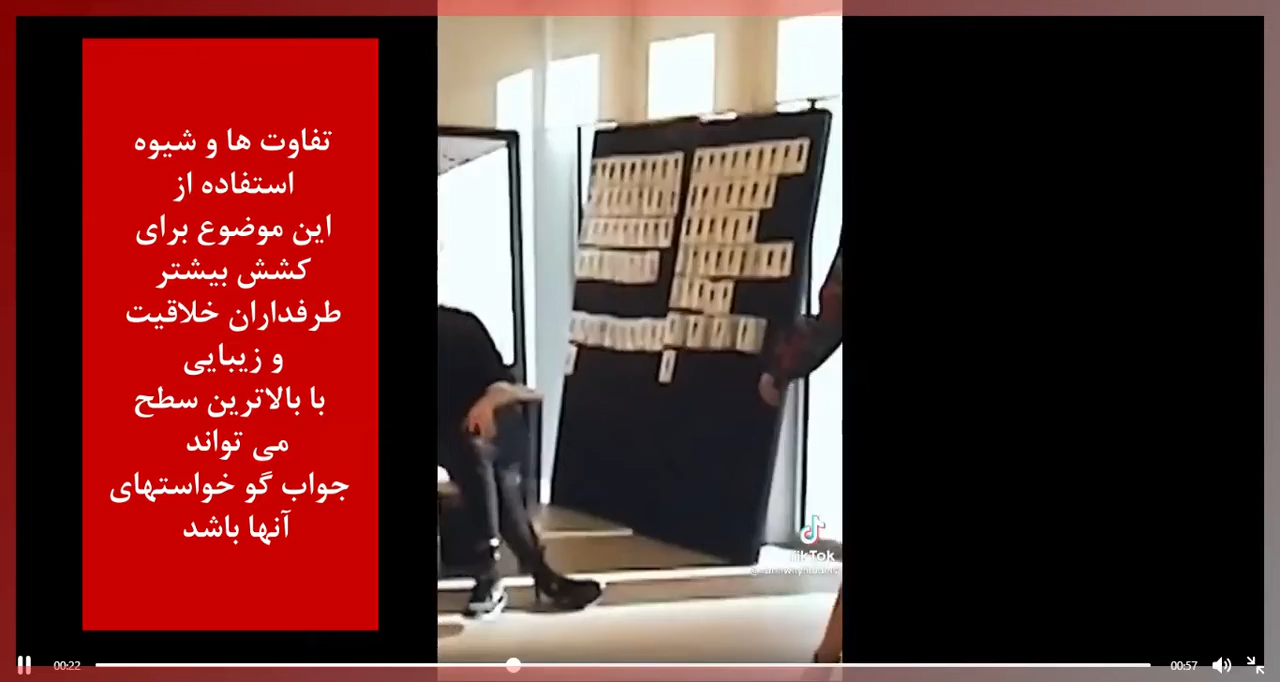 تفاوت ها و شیوه
استفاده از
این موضوع برای
کشش بیشتر
طرفداران خلاقیت
و زیبایی
با بالاترین سطح
می تواند
جواب گو خواستهای
آنها باشد
TikTok
00:22
00:57